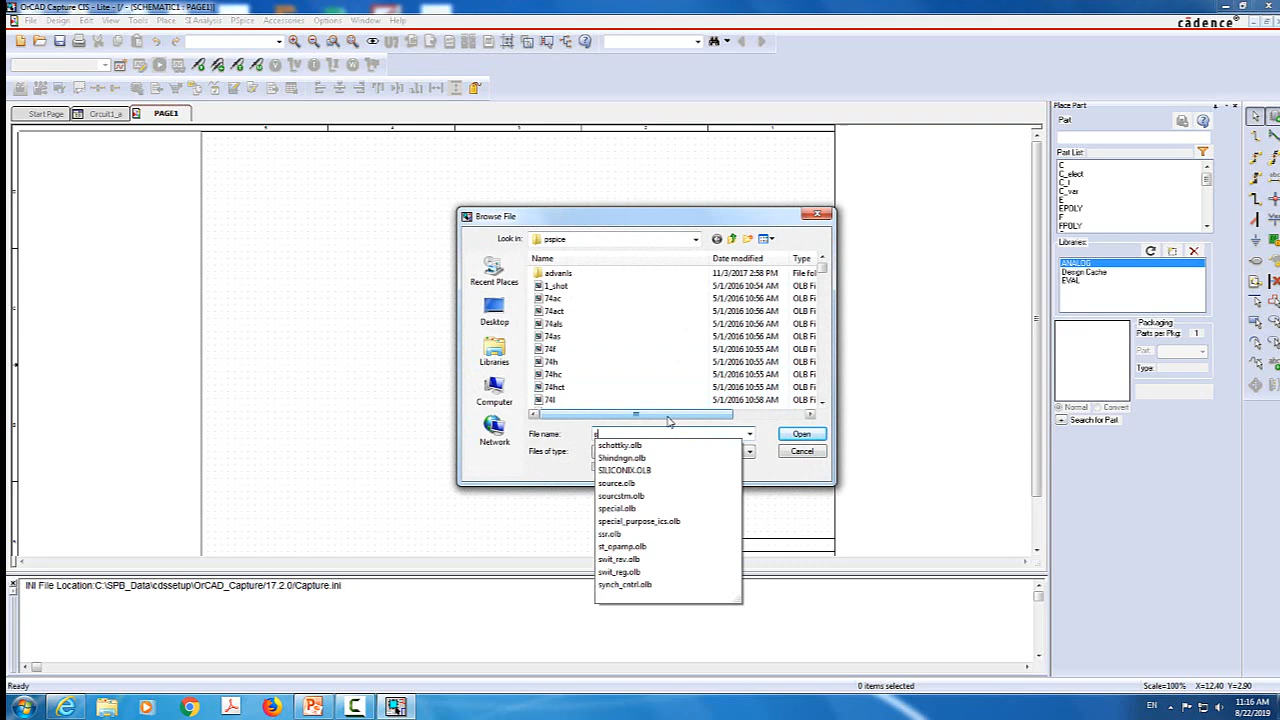 OrCAD Capture CIS - Lite - [/ - (SCHEMATIC1 : PAGE1)]
File Design Edit View Tools Place SI Analysis PSpice Accessories Options Window Help
cādence®
Start Page Circuit1_a PAGE1
5 4 3 2 1
Place Part
Part
Part List:
C
C_elect
C_t
C_var
E
EPOLY
F
FPOLY
Libraries:
ANALOG
Design Cache
EVAL
Packaging
Parts per Pkg: 1
Part:
Type:
Normal Convert
Search for Part
Browse File
Look in: pspice
Name Date modified Type
advanls 11/3/2017 2:58 PM File fol
1_shot 5/1/2016 10:54 AM OLB Fi
74ac 5/1/2016 10:56 AM OLB Fi
74act 5/1/2016 10:56 AM OLB Fi
74als 5/1/2016 10:56 AM OLB Fi
74as 5/1/2016 10:56 AM OLB Fi
74f 5/1/2016 10:55 AM OLB Fi
74h 5/1/2016 10:55 AM OLB Fi
74hc 5/1/2016 10:55 AM OLB Fi
74hct 5/1/2016 10:55 AM OLB Fi
74l 5/1/2016 10:58 AM OLB Fi
Recent Places
Desktop
Libraries
Computer
Network
File name: s
Open
Files of type:
Cancel
schottky.olb
Shindngn.olb
SILICONIX.OLB
source.olb
sourcstm.olb
special.olb
special_purpose_ics.olb
ssr.olb
st_opamp.olb
swit_rav.olb
swit_reg.olb
synch_cntrl.olb
INI File Location:C:\SPB_Data\cdssetup\OrCAD_Capture/17.2.0/Capture.ini
Ready 0 items selected Scale=100% X=12.40 Y=2.90
EN 11:16 AM
8/22/2019